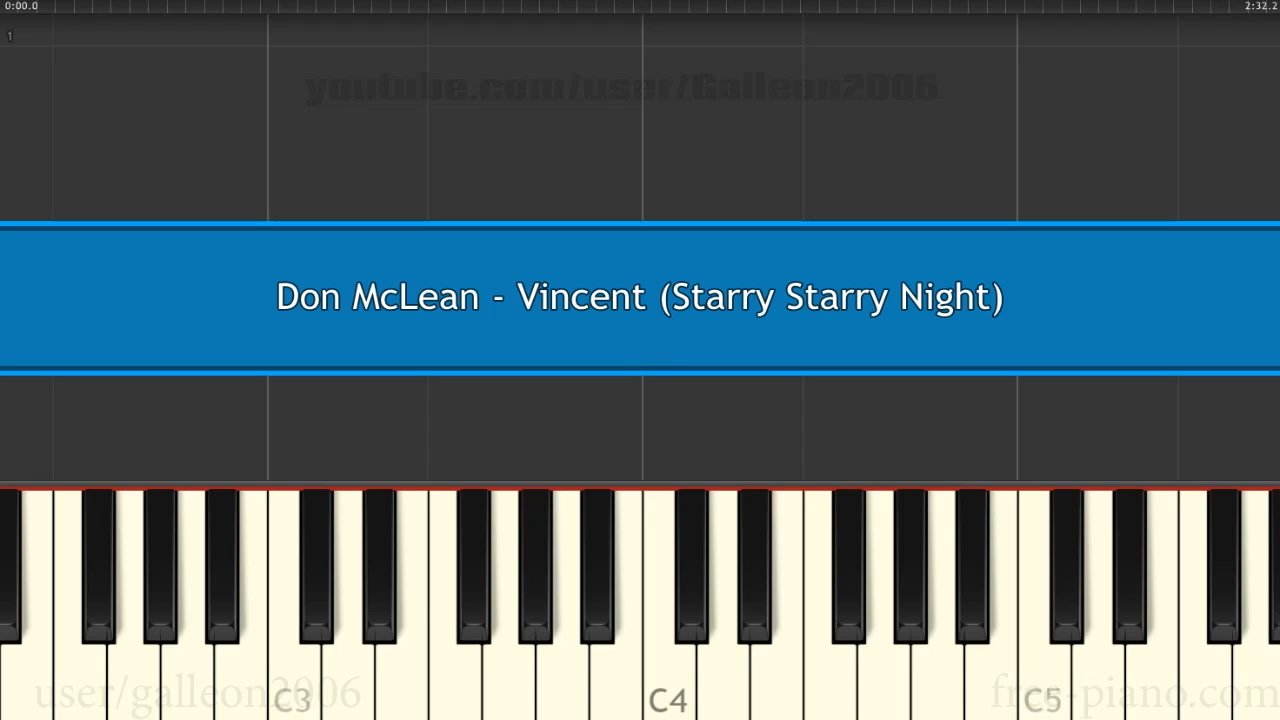 0:00.0 2:32.2
1
youtube.com/user/Galleon2006
Don McLean - Vincent (Starry Starry Night)
user/galleon2006 C3 C4 C5 free-piano.com